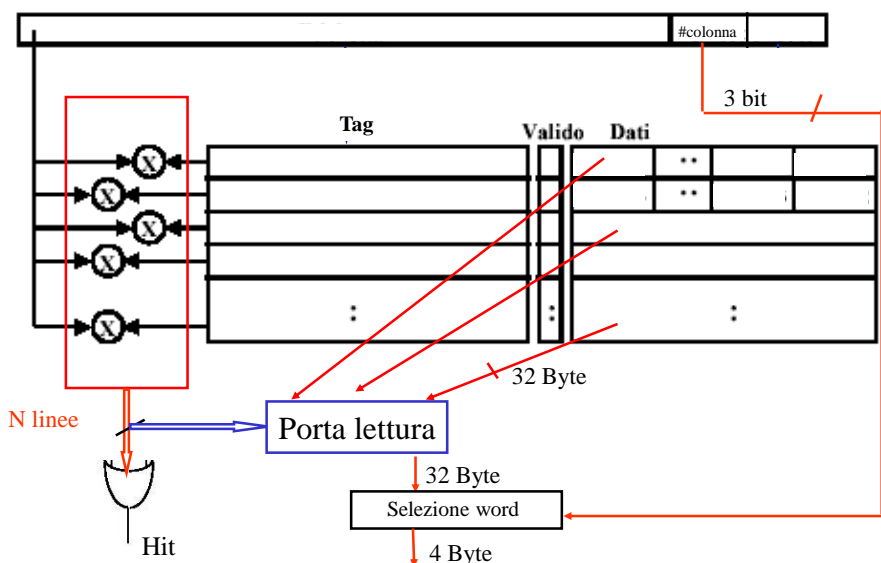 #colonna
3 bit
Tag
Valido
Dati
X
..
X
..
X
X
X
:
:
:
32 Byte
N linee
Porta lettura
32 Byte
Selezione word
Hit
4 Byte